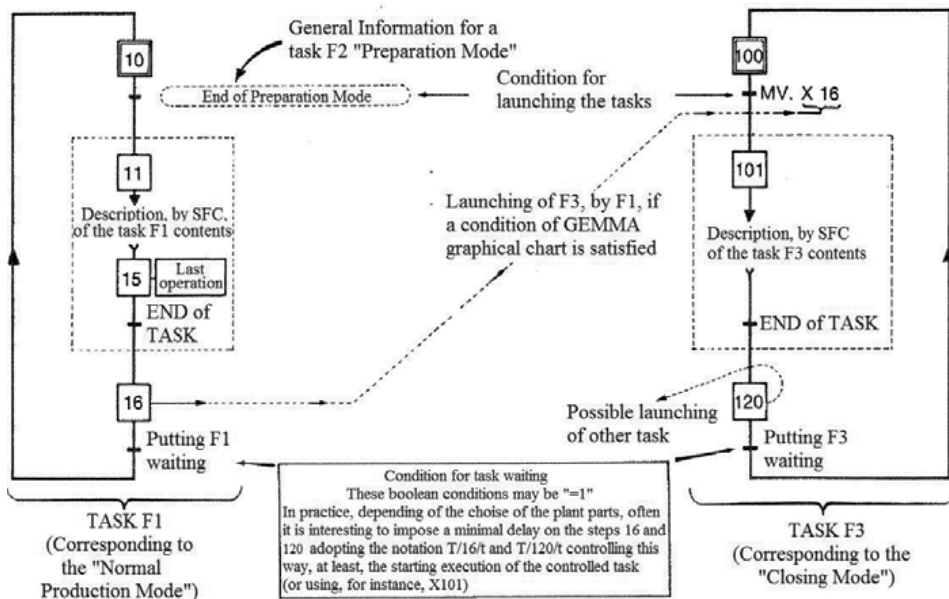 General Information for a
task F2 "Preparation Mode"
10
End of Preparation Mode
Condition for
launching the tasks
100
MV. X 16
11
Description, by SFC,
of the task F1 contents
15
Last
operation
END of
TASK
Launching of F3, by F1, if
a condition of GEMMA
graphical chart is satisfied
101
Description, by SFC
of the task F3 contents
END of TASK
16
Putting F1
waiting
Possible launching
of other task
120
Putting F3
waiting
Condition for task waiting
These boolean conditions may be "=1"
In practice, depending of the choise of the plant parts, often
it is interesting to impose a minimal delay on the steps 16 and
120 adopting the notation T/16/t and T/120/t controlling this
way, at least, the starting execution of the controlled task
(or using, for instance, X101)
TASK F1
(Corresponding to
the "Normal
Production Mode")
TASK F3
(Corresponding to the
"Closing Mode")